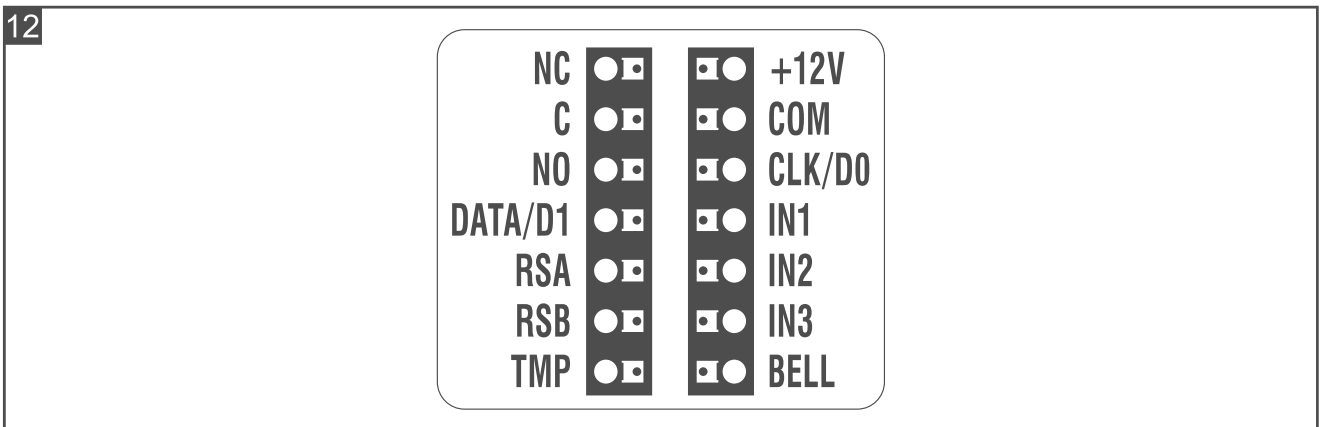 12
NC +12V
C COM
NO CLK/D0
DATA/D1 IN1
RSA IN2
RSB IN3
TMP BELL